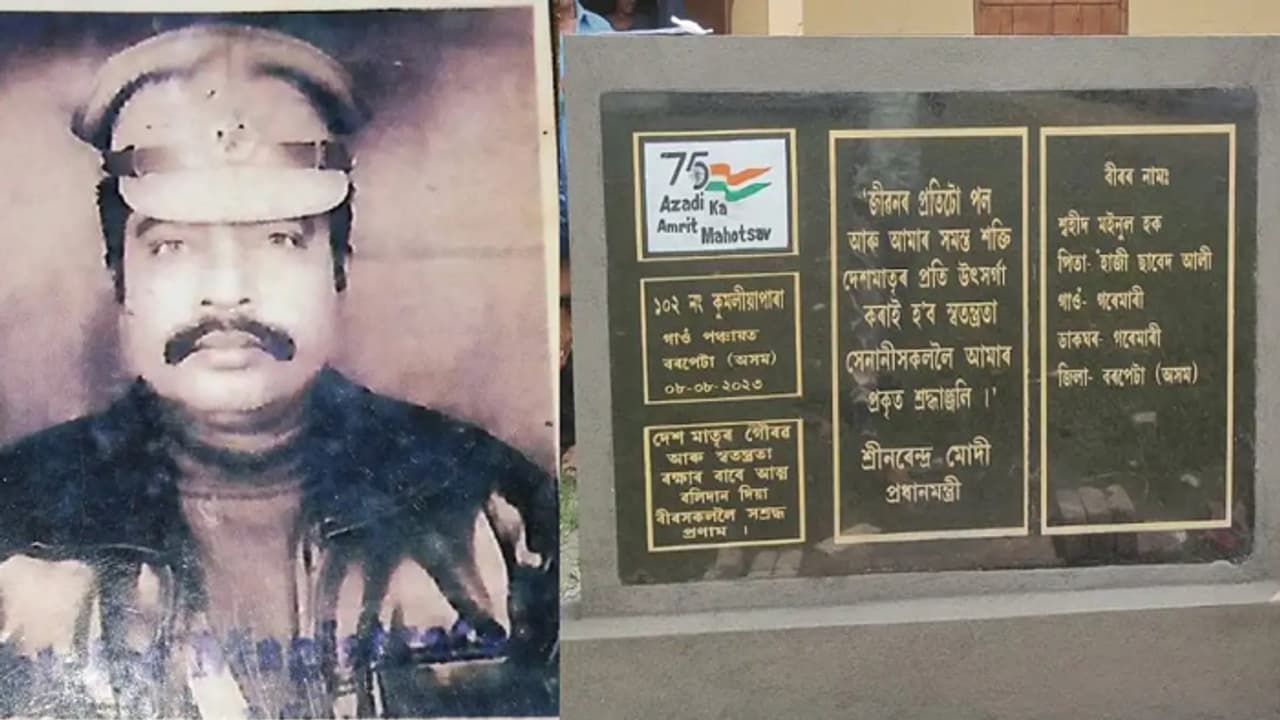 75
Azadi Ka
Amrit Mahotsav
১০২ নং কুমলীয়াপাৰা
গাওঁ পঞ্চায়ত
বৰপেটা (অসম)
০৮-০৮-২০২৩
দেশ মাতৃৰ গৌৰৱ
আৰু স্বতন্ত্ৰতা
ৰক্ষাৰ বাবে আত্ম
বলিদান দিয়া
বীৰসকললৈ সশ্ৰদ্ধ
প্ৰণাম ।
'জীৱনৰ প্ৰতিটো পল
আৰু আমাৰ সমস্ত শক্তি
দেশমাতৃৰ প্ৰতি উৎসৰ্গা
কৰাই হ'ব স্বতন্ত্ৰতা
সেনানীসকললৈ আমাৰ
প্ৰকৃত শ্ৰদ্ধাঞ্জলি ।'
শ্ৰীনৰেন্দ্ৰ মোদী
প্ৰধানমন্ত্ৰী
বীৰৰ নামঃ
শ্বহীদ মইনুল হক
পিতা- হাঁজী ছাবেদ আলী
গাওঁ- গৰেমাৰী
ডাকঘৰ- গৰেমাৰী
জিলা- বৰপেটা (অসম)